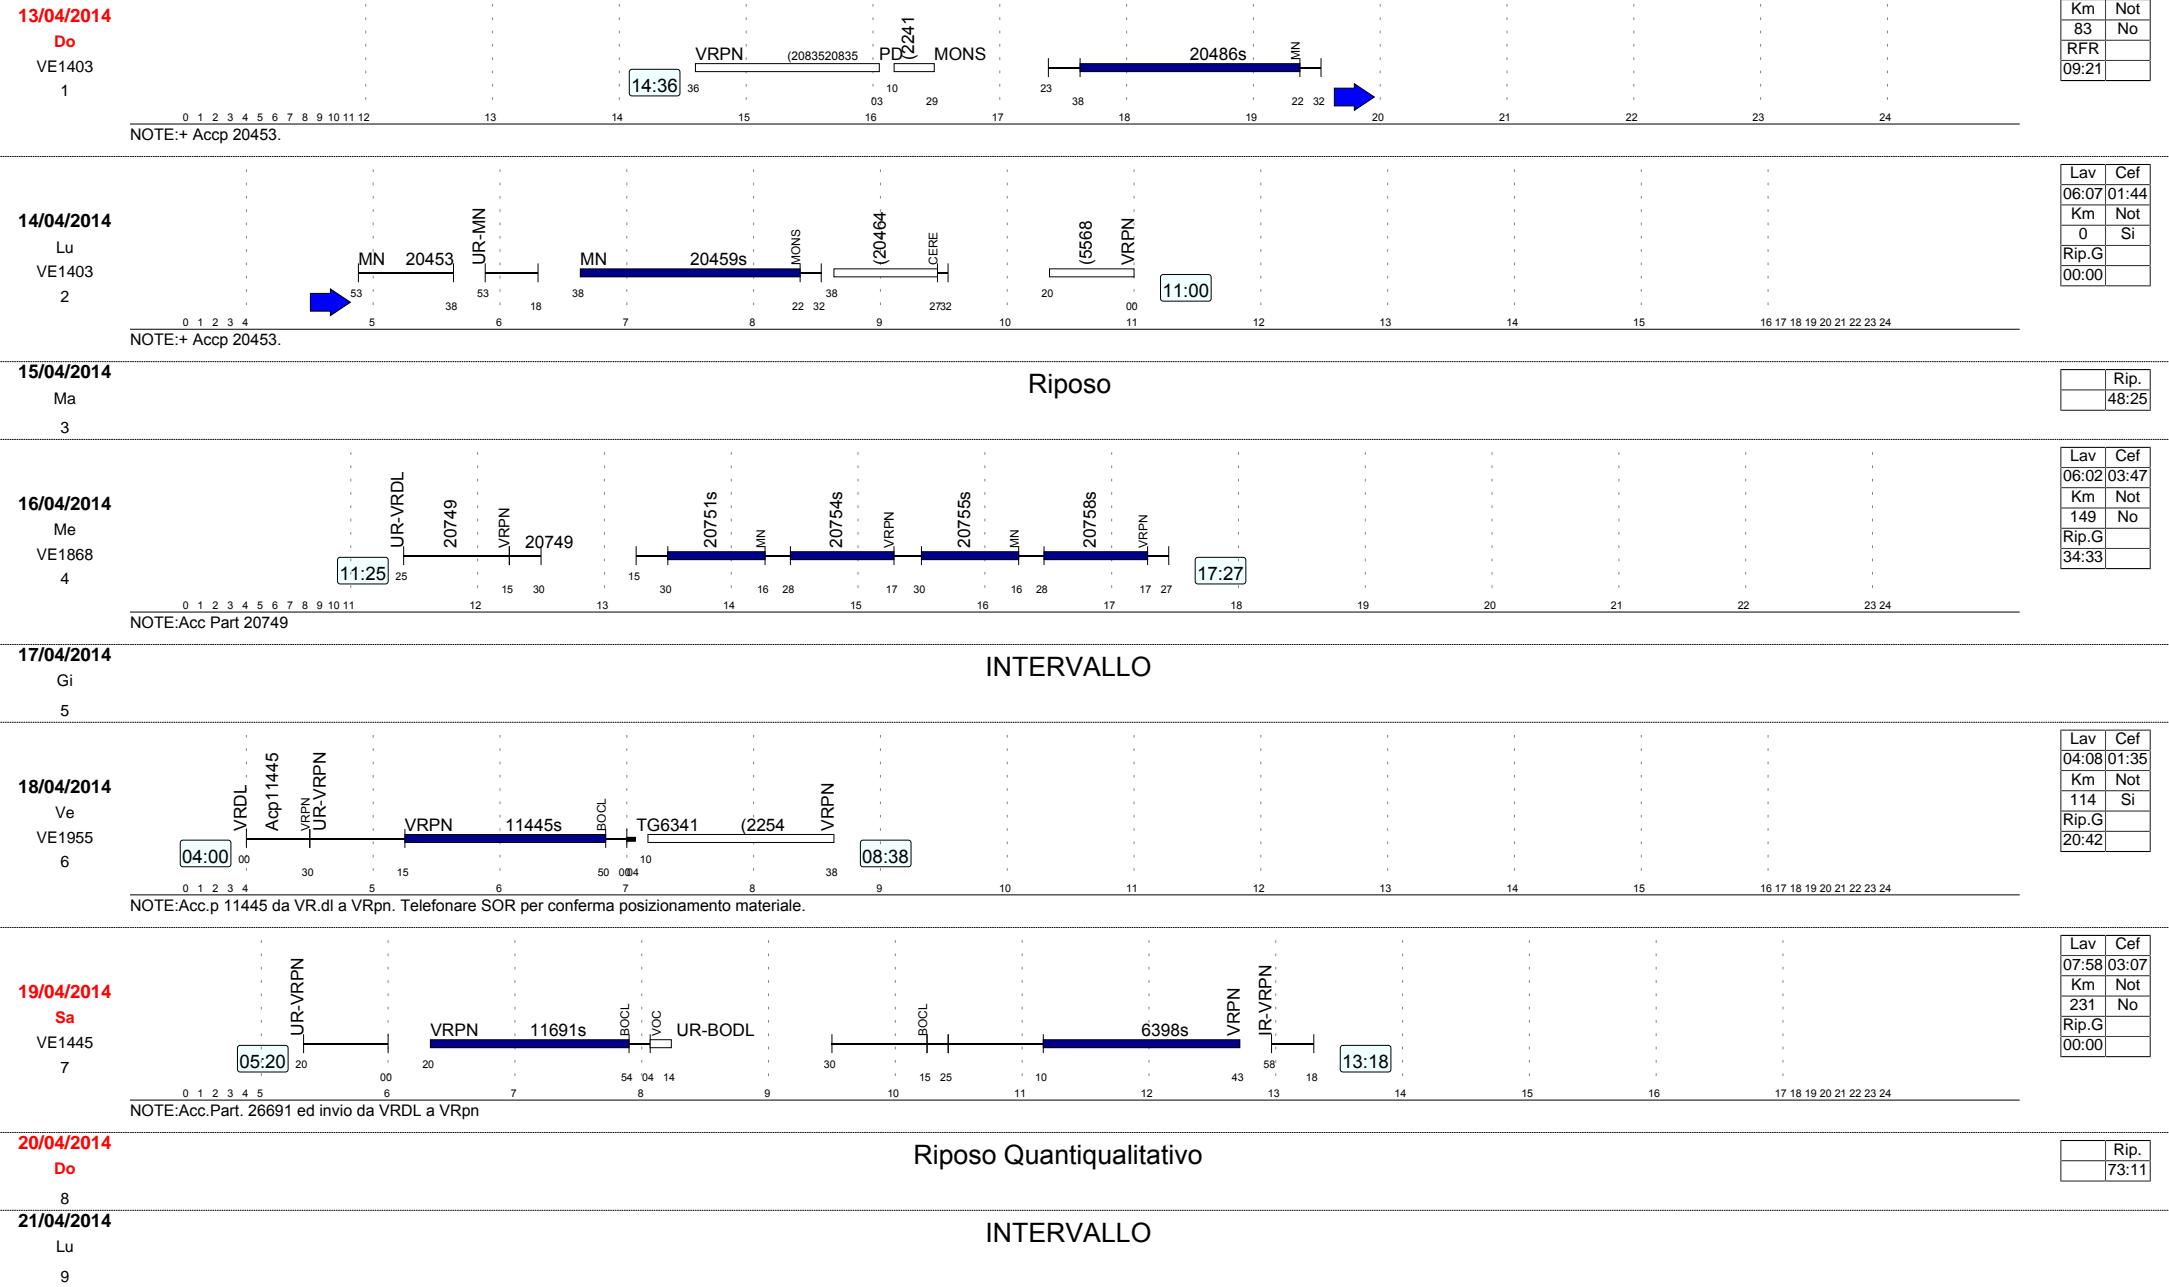 13/04/2014
Do
VE1403
1
Km Not
83 No
RFR
09:21
14:36
VRPN (2083520835 PD (2241 MONS 20486s MN
36 03 10 29 23 38 22 32
0 1 2 3 4 5 6 7 8 9 10 11 12 13 14 15 16 17 18 19 20 21 22 23 24
NOTE:+ Accp 20453.
14/04/2014
Lu
VE1403
2
Lav Cef
06:07 01:44
Km Not
0 Si
Rip.G
00:00
MN 20453 UR-MN MN 20459s MONS (20464 CERE (5568 VRPN
11:00
53 38 53 18 38 22 32 38 27 32 20 00
0 1 2 3 4 5 6 7 8 9 10 11 12 13 14 15 16 17 18 19 20 21 22 23 24
NOTE:+ Accp 20453.
15/04/2014
Ma
3
Riposo
Rip.
48:25
16/04/2014
Me
VE1868
4
Lav Cef
06:02 03:47
Km Not
149 No
Rip.G
34:33
11:25
UR-VRDL 20749 VRPN 20749 20751s MN 20754s VRPN 20755s MN 20758s VRPN
17:27
25 15 30 15 30 16 28 17 30 16 28 17 27
0 1 2 3 4 5 6 7 8 9 10 11 12 13 14 15 16 17 18 19 20 21 22 23 24
NOTE:Acc Part 20749
17/04/2014
Gi
5
INTERVALLO
18/04/2014
Ve
VE1955
6
Lav Cef
04:08 01:35
Km Not
114 Si
Rip.G
20:42
04:00
VRDL Acp11445 VRPN UR-VRPN VRPN 11445s BOCL TG6341 (2254 VRPN
08:38
00 30 15 50 00 04 10 38
0 1 2 3 4 5 6 7 8 9 10 11 12 13 14 15 16 17 18 19 20 21 22 23 24
NOTE:Acc.p 11445 da VR.dl a VRpn. Telefonare SOR per conferma posizionamento materiale.
19/04/2014
Sa
VE1445
7
Lav Cef
07:58 03:07
Km Not
231 No
Rip.G
00:00
05:20
UR-VRPN VRPN 11691s BOCL VOC UR-BODL BOCL 6398s VRPN IR-VRPN
13:18
20 00 20 54 04 14 30 15 25 10 43 58 18
0 1 2 3 4 5 6 7 8 9 10 11 12 13 14 15 16 17 18 19 20 21 22 23 24
NOTE:Acc.Part. 26691 ed invio da VRDL a VRpn
20/04/2014
Do
8
Riposo Quantiqualitativo
Rip.
73:11
21/04/2014
Lu
9
INTERVALLO